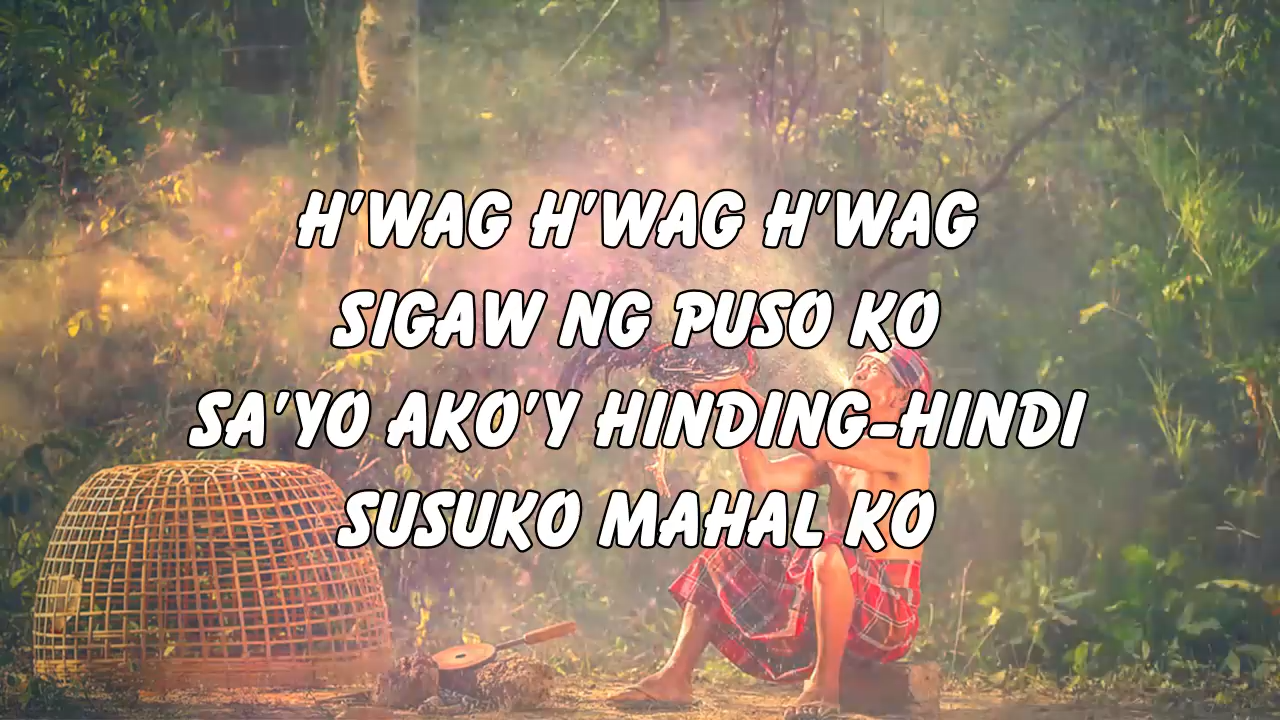 H'WAG H'WAG H'WAG
SIGAW NG PUSO KO
SA'YO AKO'Y HINDING-HINDI
SUSUKO MAHAL KO